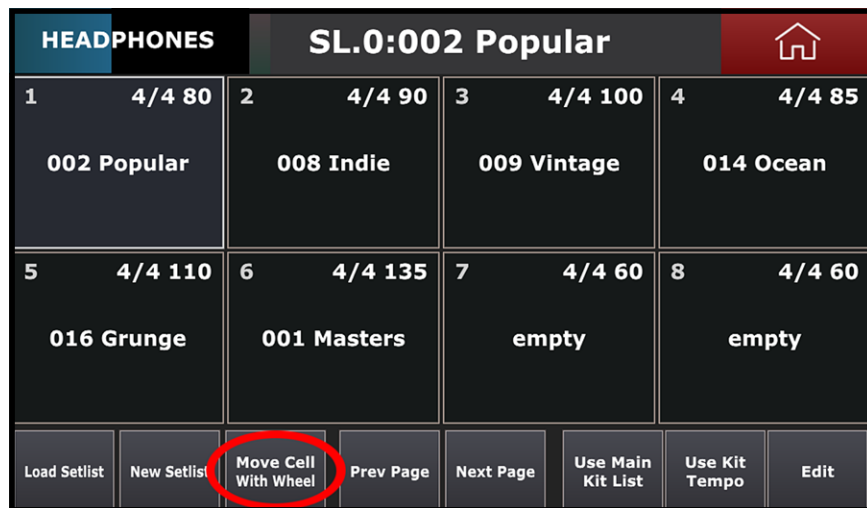 HEADPHONES
SL.0:002 Popular
1 4/4 80
002 Popular
2 4/4 90
008 Indie
3 4/4 100
009 Vintage
4 4/4 85
014 Ocean
5 4/4 110
016 Grunge
6 4/4 135
001 Masters
7 4/4 60
empty
8 4/4 60
empty
Load Setlist
New Setlist
Move Cell
With Wheel
Prev Page
Next Page
Use Main
Kit List
Use Kit
Tempo
Edit